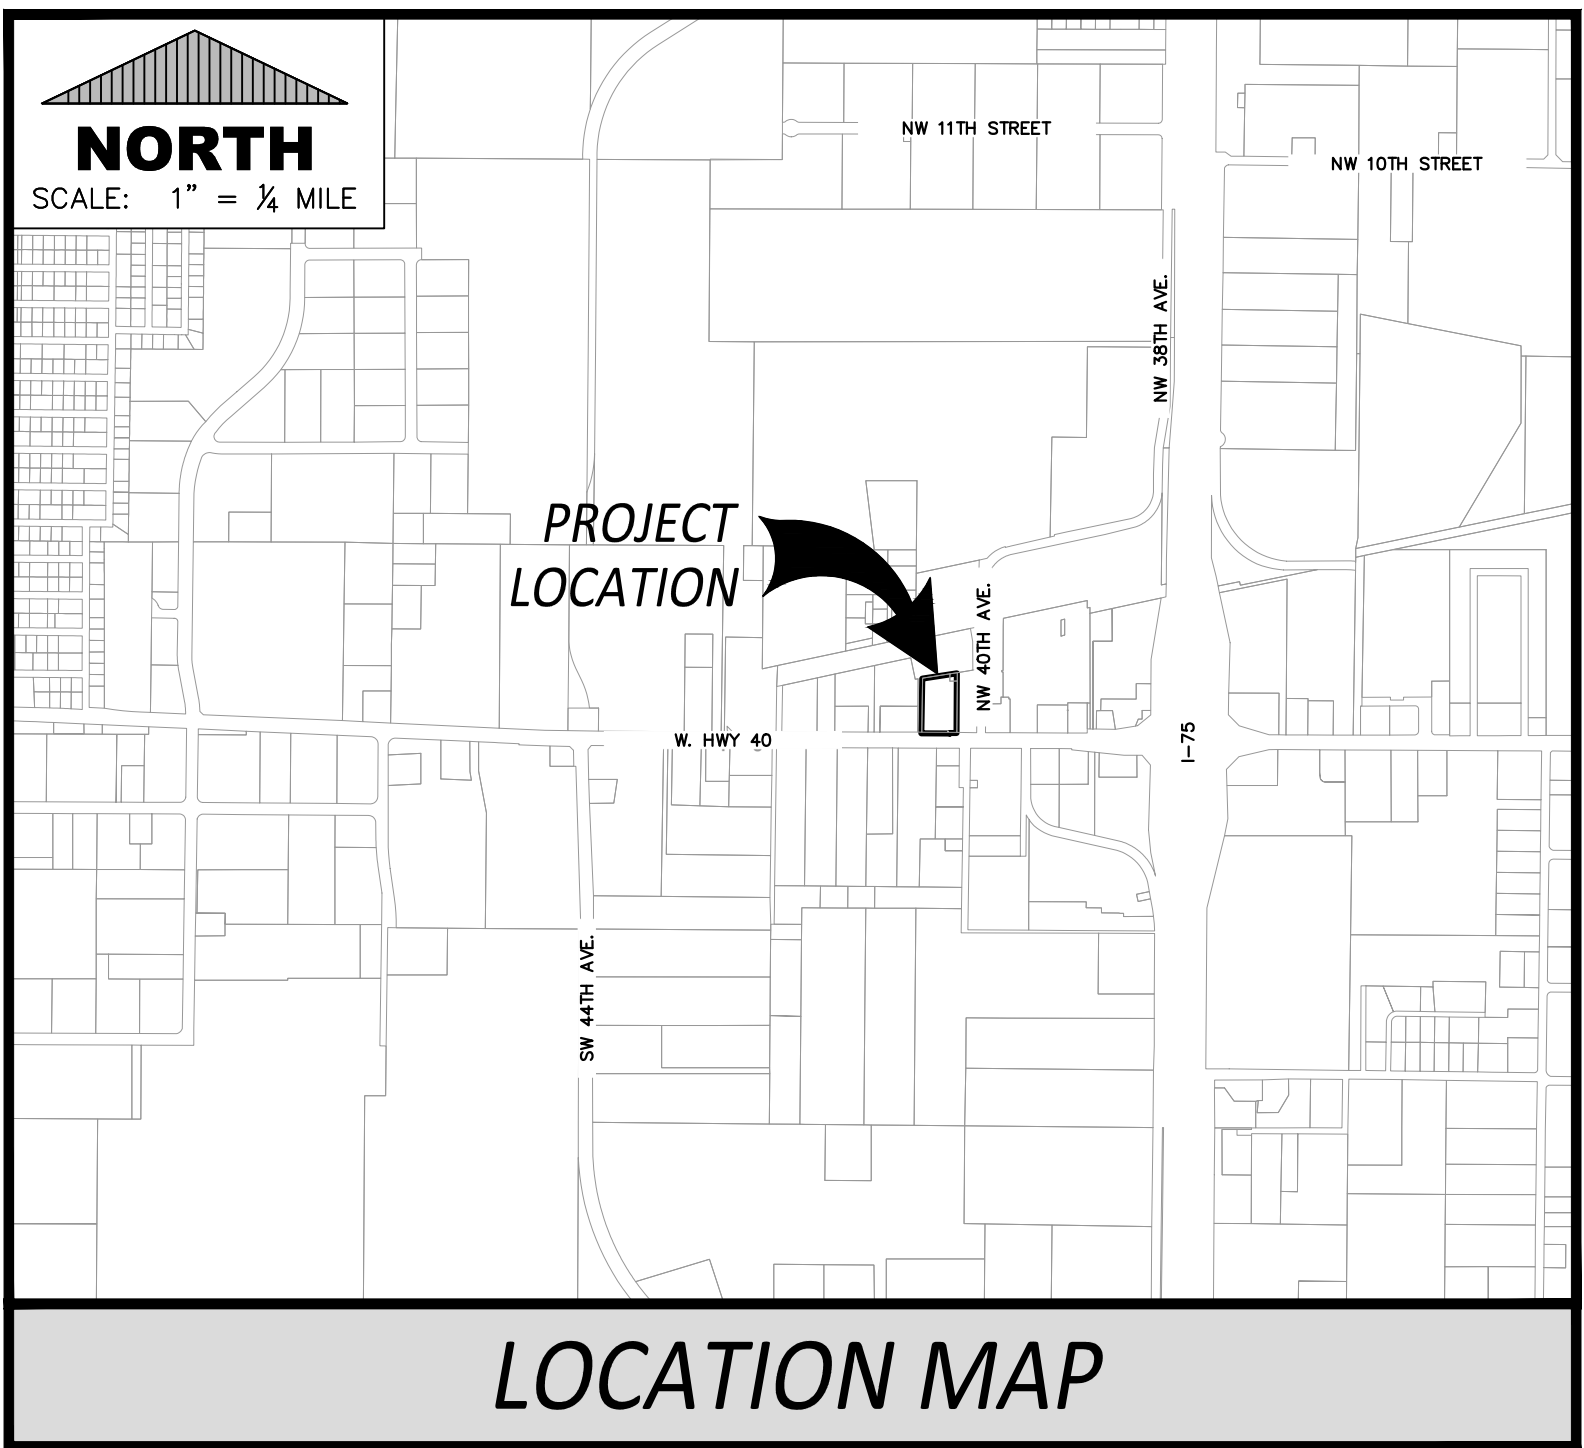 NORTH
SCALE: 1" = 1/4 MILE
NW 11TH STREET
NW 10TH STREET
NW 38TH AVE.
PROJECT
LOCATION
NW 40TH AVE.
W. HWY 40
I-75
SW 44TH AVE.
LOCATION MAP